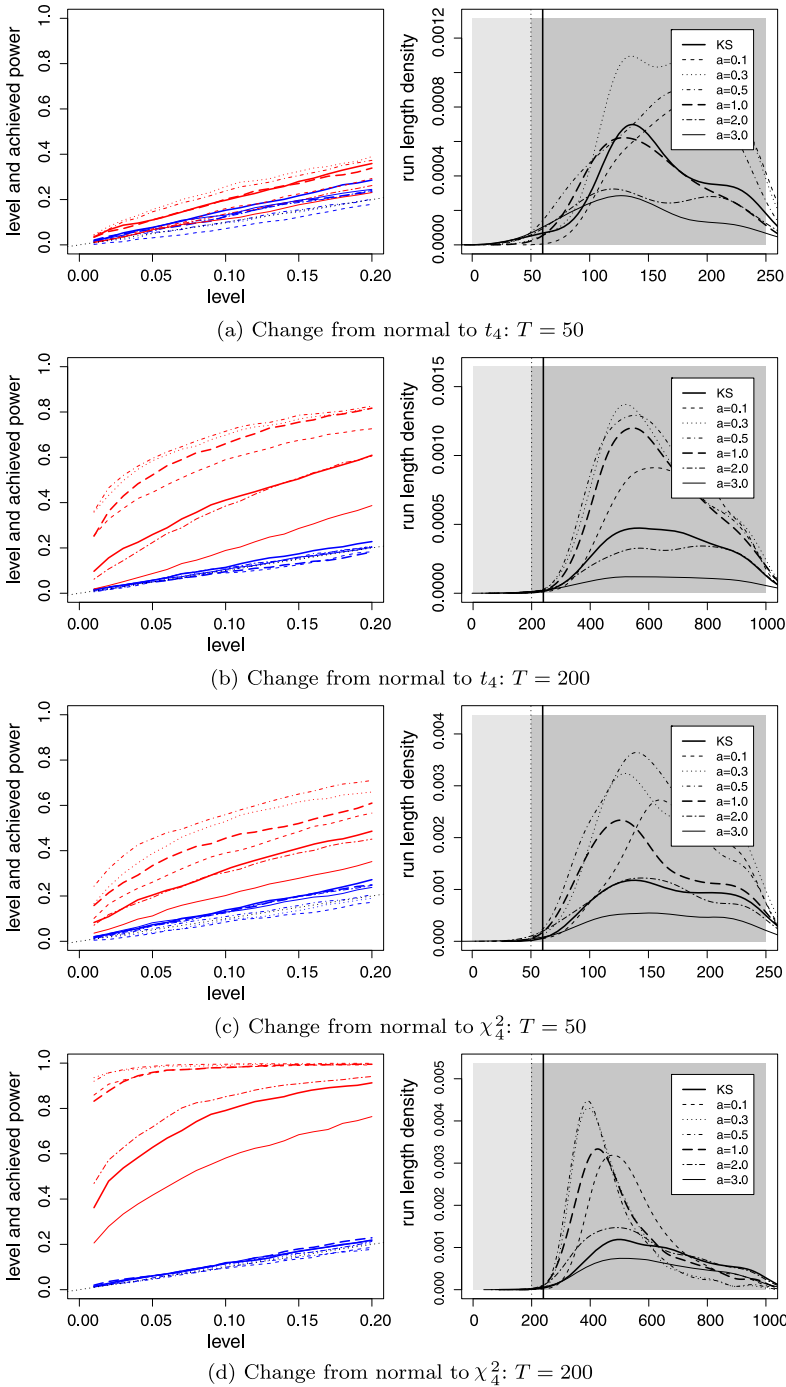 level and achieved power
0.0 0.2 0.4 0.6 0.8 1.0
0.00 0.05 0.10 0.15 0.20
level
run length density
0.0000 0.0004 0.0008 0.0012
0 50 100 150 200 250
KS
a=0.1
a=0.3
a=0.5
a=1.0
a=2.0
a=3.0
(a) Change from normal to t₄: T = 50
level and achieved power
0.0 0.2 0.4 0.6 0.8 1.0
0.00 0.05 0.10 0.15 0.20
level
run length density
0.0000 0.0005 0.0010 0.0015
0 200 400 600 800 1000
KS
a=0.1
a=0.3
a=0.5
a=1.0
a=2.0
a=3.0
(b) Change from normal to t₄: T = 200
level and achieved power
0.0 0.2 0.4 0.6 0.8 1.0
0.00 0.05 0.10 0.15 0.20
level
run length density
0.000 0.001 0.002 0.003 0.004
0 50 100 150 200 250
KS
a=0.1
a=0.3
a=0.5
a=1.0
a=2.0
a=3.0
(c) Change from normal to χ²₄: T = 50
level and achieved power
0.0 0.2 0.4 0.6 0.8 1.0
0.00 0.05 0.10 0.15 0.20
level
run length density
0.000 0.001 0.002 0.003 0.004 0.005
0 200 400 600 800 1000
KS
a=0.1
a=0.3
a=0.5
a=1.0
a=2.0
a=3.0
(d) Change from normal to χ²₄: T = 200